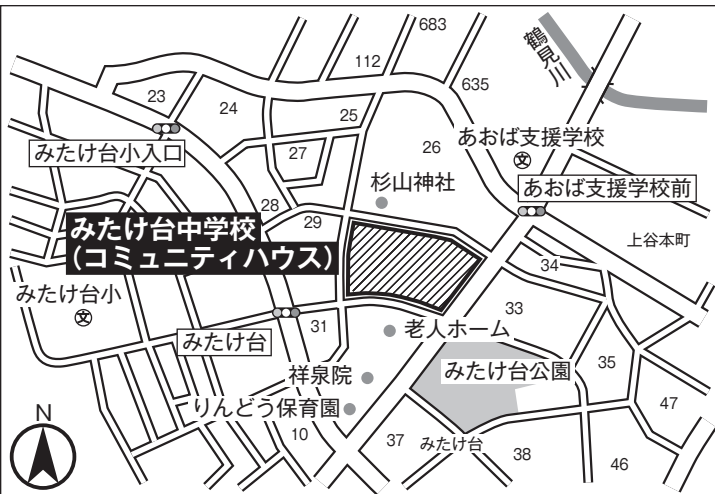 683
鶴見川
112
635
23
24
25
みたけ台小入口
27
26
あおば支援学校
文
杉山神社
あおば支援学校前
28
29
上谷本町
みたけ台中学校
(コミュニティハウス)
34
みたけ台小
文
みたけ台
31
老人ホーム
33
祥泉院
みたけ台公園
35
りんどう保育園
10
37
みたけ台
38
47
46
N